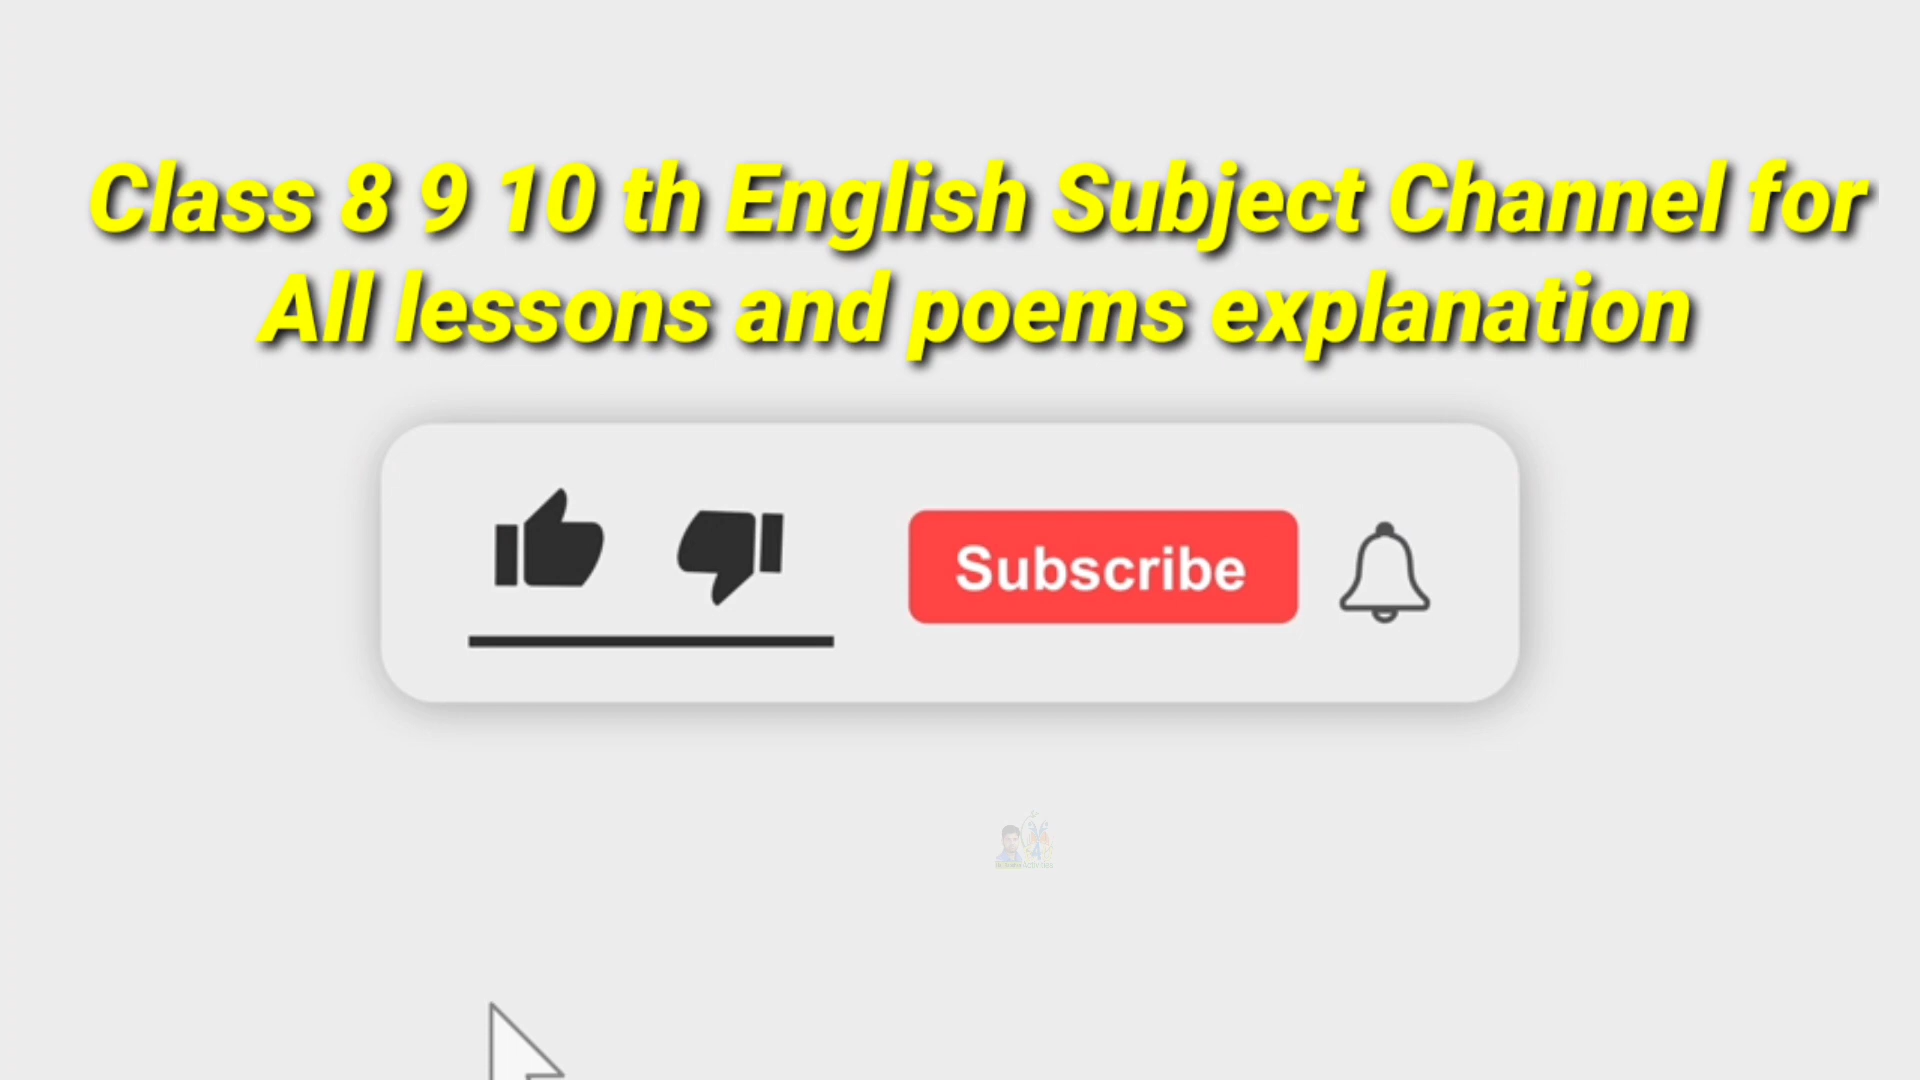 Class 8 9 10 th English Subject Channel for
All lessons and poems explanation
Subscribe